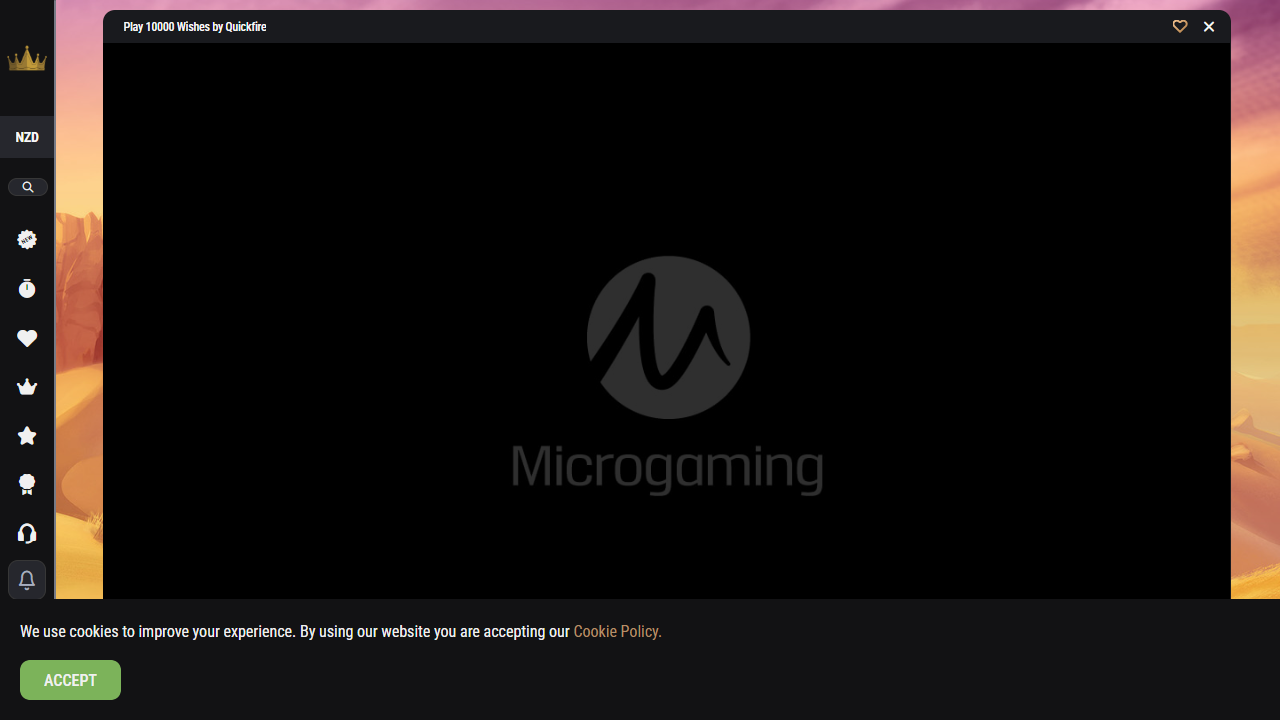 Play 10000 Wishes by Quickfire
NZD
NEW
Microgaming
We use cookies to improve your experience. By using our website you are accepting our Cookie Policy.
ACCEPT